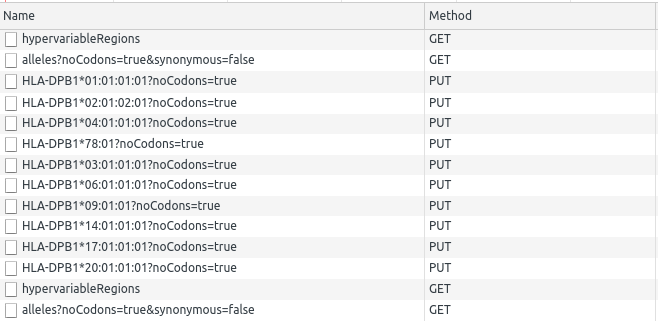 Name Method
hypervariableRegions GET
alleles?noCodons=true&synonymous=false GET
HLA-DPB1*01:01:01:01?noCodons=true PUT
HLA-DPB1*02:01:02:01?noCodons=true PUT
HLA-DPB1*04:01:01:01?noCodons=true PUT
HLA-DPB1*78:01?noCodons=true PUT
HLA-DPB1*03:01:01:01?noCodons=true PUT
HLA-DPB1*06:01:01:01?noCodons=true PUT
HLA-DPB1*09:01:01?noCodons=true PUT
HLA-DPB1*14:01:01:01?noCodons=true PUT
HLA-DPB1*17:01:01:01?noCodons=true PUT
HLA-DPB1*20:01:01:01?noCodons=true PUT
hypervariableRegions GET
alleles?noCodons=true&synonymous=false GET